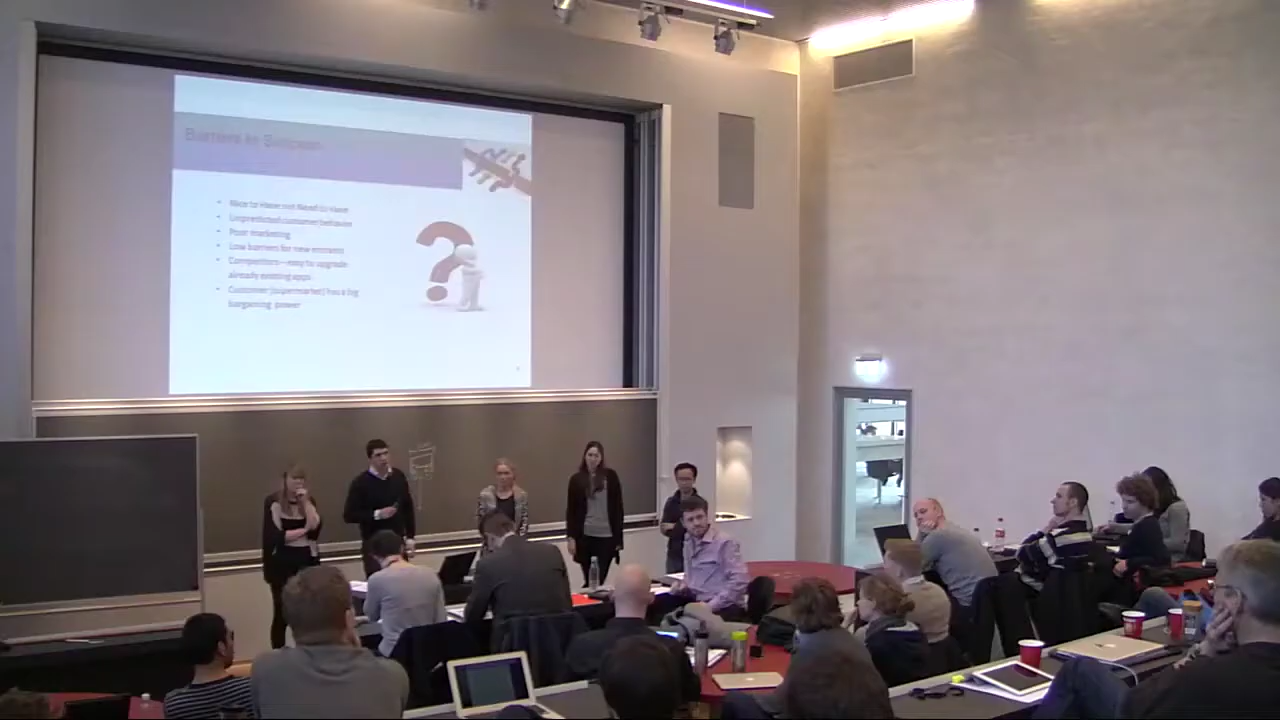 Barriers to Success
• Nice to Have not Need to Have
• Unpredicted customer behavior
• Poor marketing
• Low barriers for new entrants
• Competitors – easy to upgrade
already existing apps
• Customer (supermarket) has a big
bargaining power